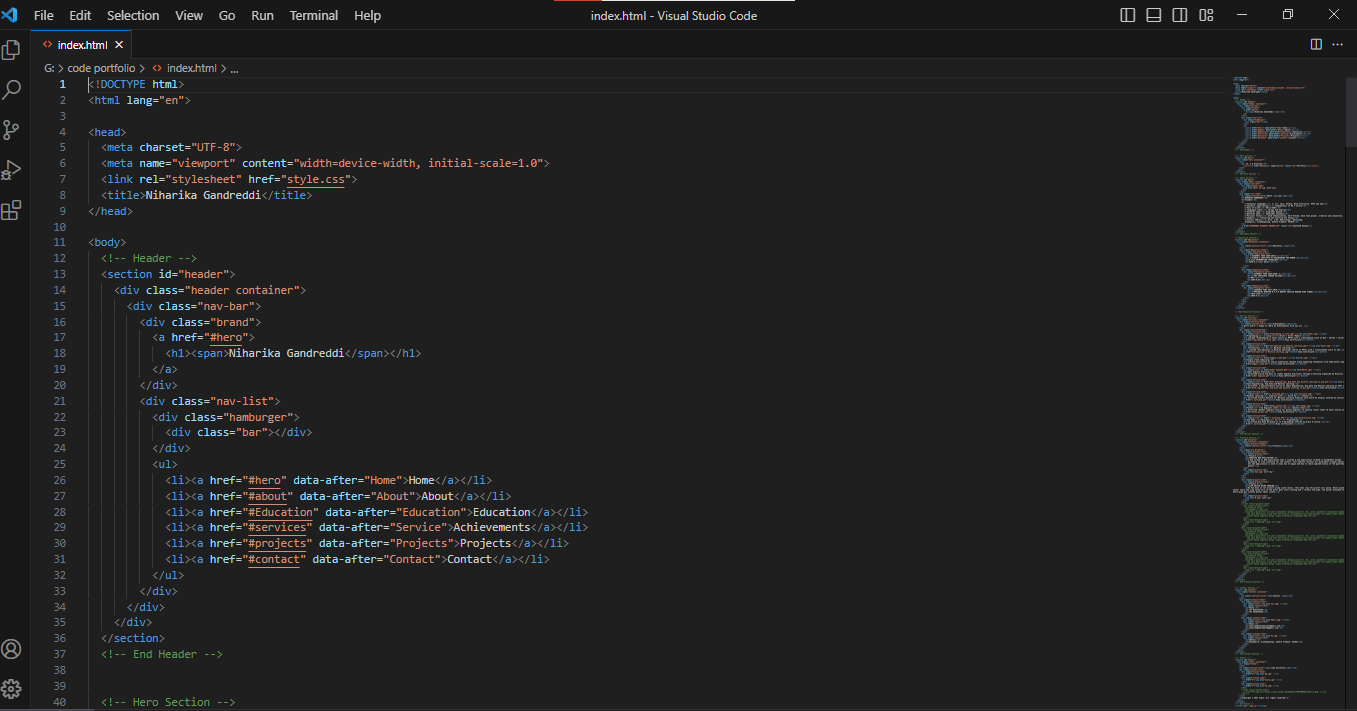 File Edit Selection View Go Run Terminal Help
index.html - Visual Studio Code
index.html
G: > code portfolio > index.html > ...
1 <!DOCTYPE html>
2 <html lang="en">
3
4 <head>
5 <meta charset="UTF-8">
6 <meta name="viewport" content="width=device-width, initial-scale=1.0">
7 <link rel="stylesheet" href="style.css">
8 <title>Niharika Gandreddi</title>
9 </head>
10
11 <body>
12 <!-- Header -->
13 <section id="header">
14 <div class="header container">
15 <div class="nav-bar">
16 <div class="brand">
17 <a href="#hero">
18 <h1><span>Niharika Gandreddi</span></h1>
19 </a>
20 </div>
21 <div class="nav-list">
22 <div class="hamburger">
23 <div class="bar"></div>
24 </div>
25 <ul>
26 <li><a href="#hero" data-after="Home">Home</a></li>
27 <li><a href="#about" data-after="About">About</a></li>
28 <li><a href="#Education" data-after="Education">Education</a></li>
29 <li><a href="#services" data-after="Service">Achievements</a></li>
30 <li><a href="#projects" data-after="Projects">Projects</a></li>
31 <li><a href="#contact" data-after="Contact">Contact</a></li>
32 </ul>
33 </div>
34 </div>
35 </div>
36 </section>
37 <!-- End Header -->
38
39
40 <!-- Hero Section -->